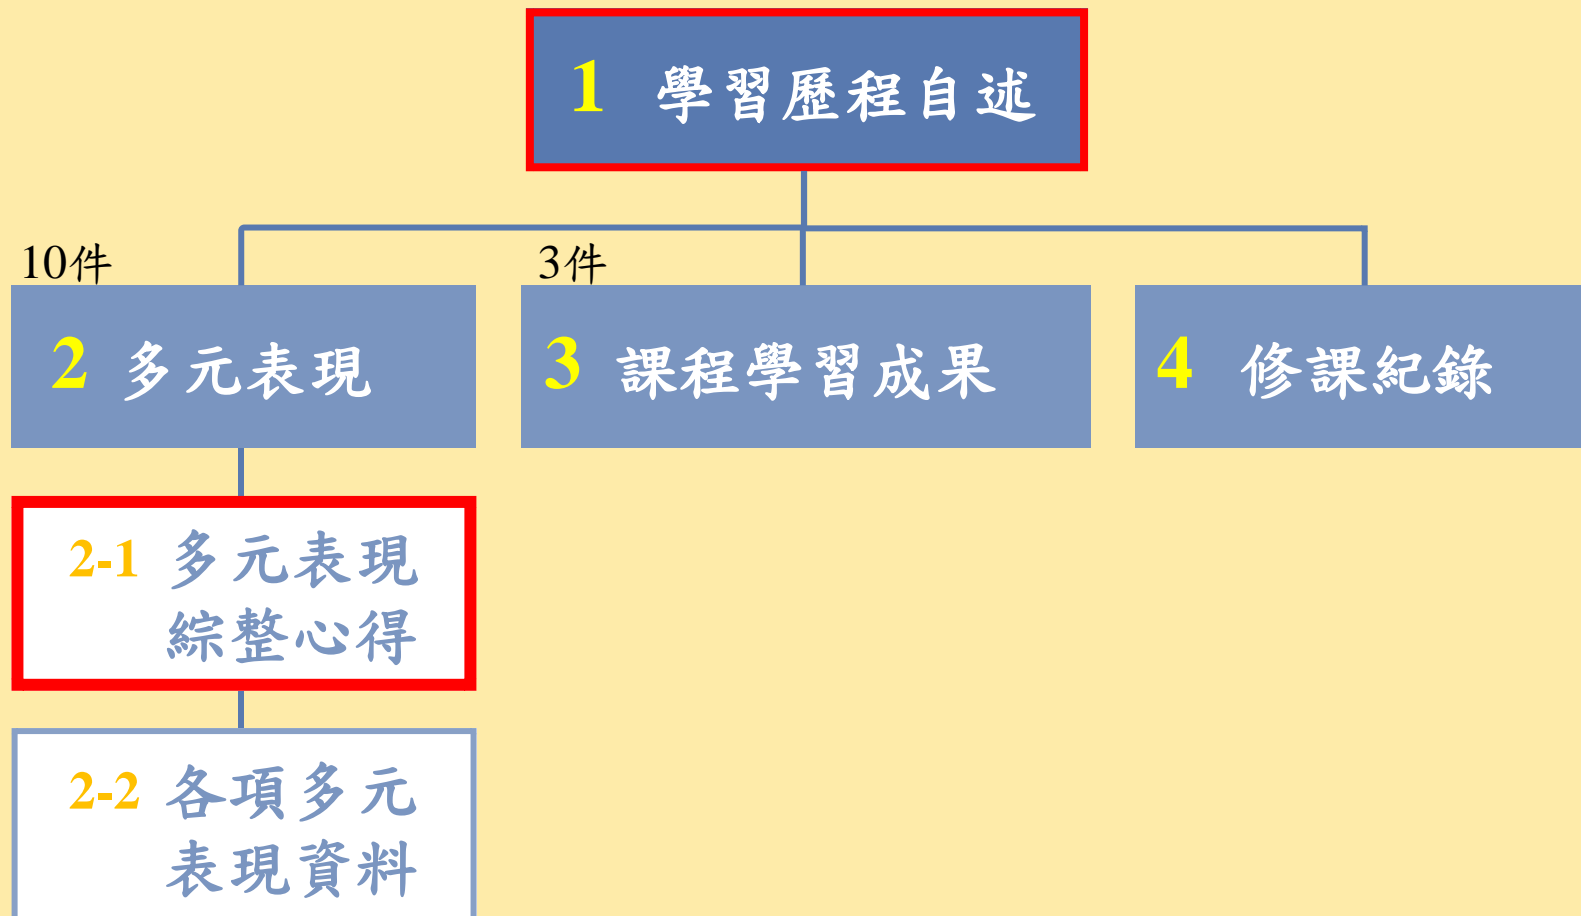 1 學習歷程自述
10件
3件
2 多元表現
3 課程學習成果
4 修課紀錄
2-1 多元表現
綜整心得
2-2 各項多元
表現資料